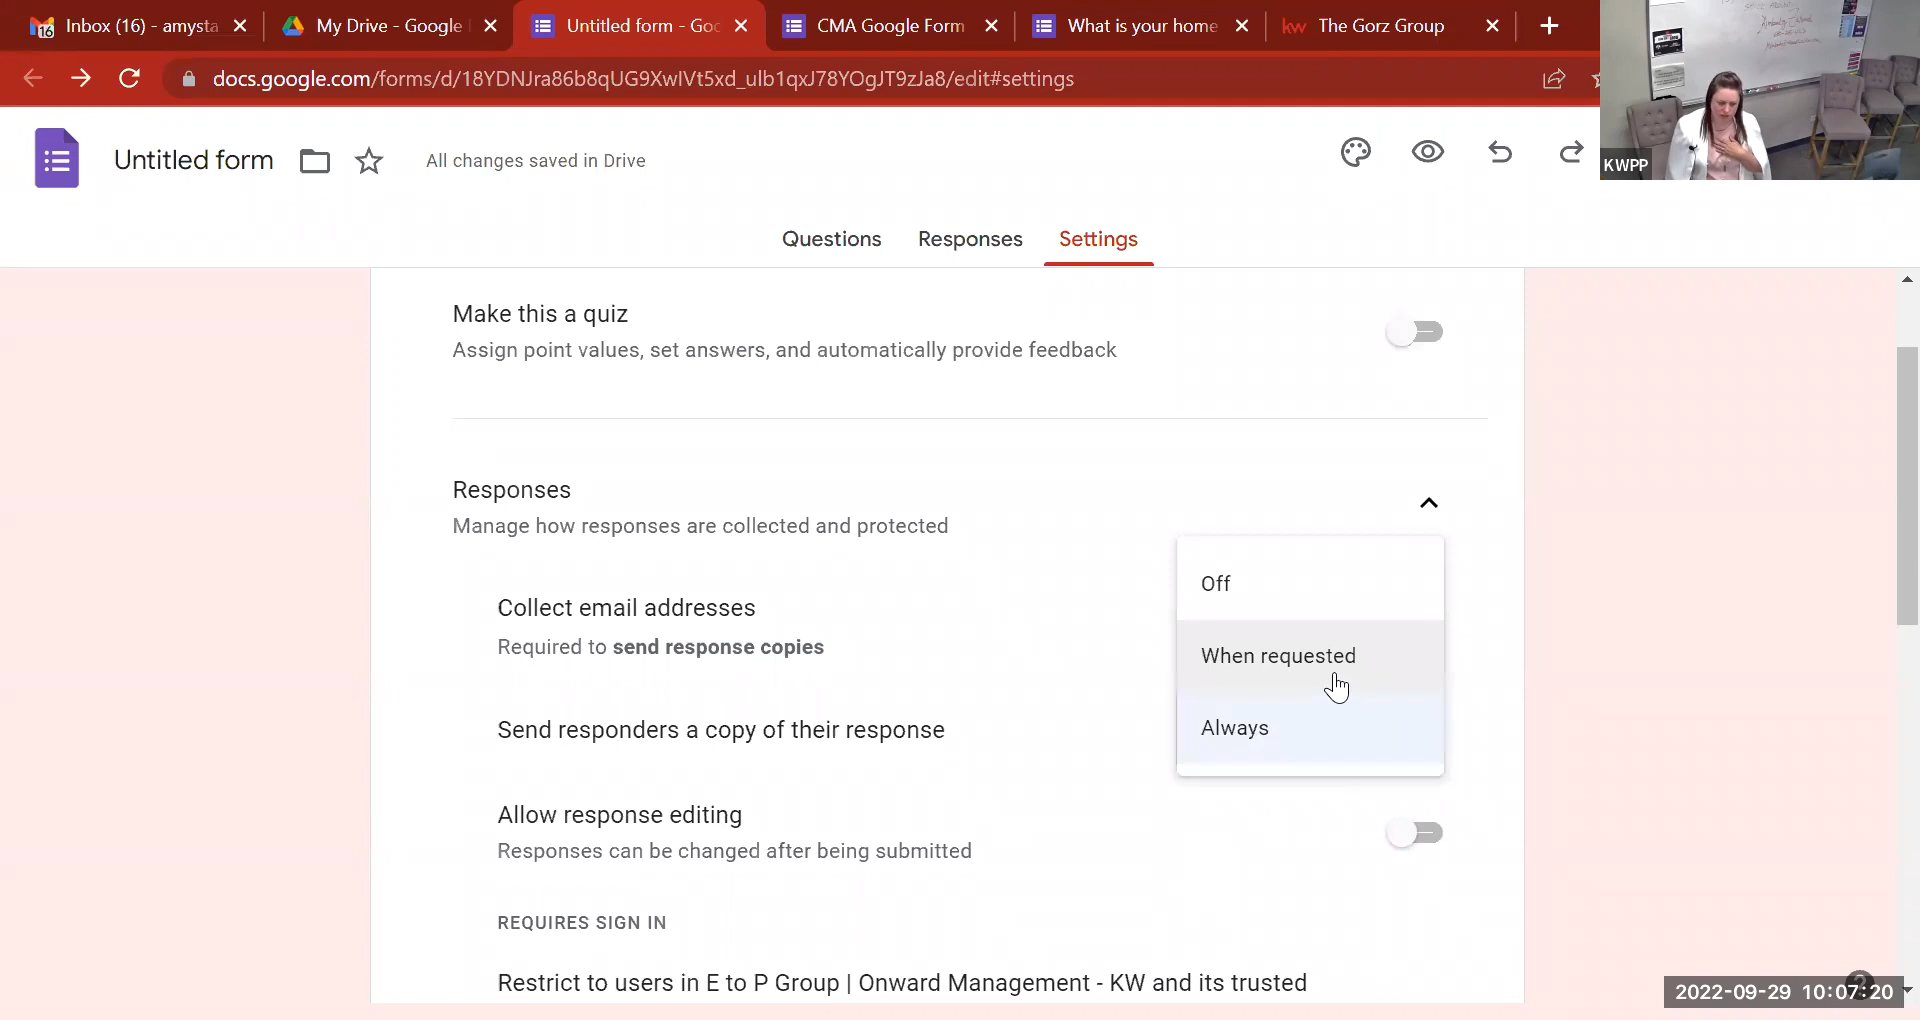 Inbox (16) - amysta
My Drive - Google
Untitled form - Goo
CMA Google Form
What is your home
kw The Gorz Group
docs.google.com/forms/d/18YDNJra86b8qUG9XwIVt5xd_ulb1qxJ78YOgJT9zJa8/edit#settings
KWPP
Untitled form
All changes saved in Drive
Questions
Responses
Settings
Make this a quiz
Assign point values, set answers, and automatically provide feedback
Responses
Manage how responses are collected and protected
Off
Collect email addresses
Required to send response copies
When requested
Send responders a copy of their response
Always
Allow response editing
Responses can be changed after being submitted
REQUIRES SIGN IN
Restrict to users in E to P Group | Onward Management - KW and its trusted
2022-09-29 10:07:20